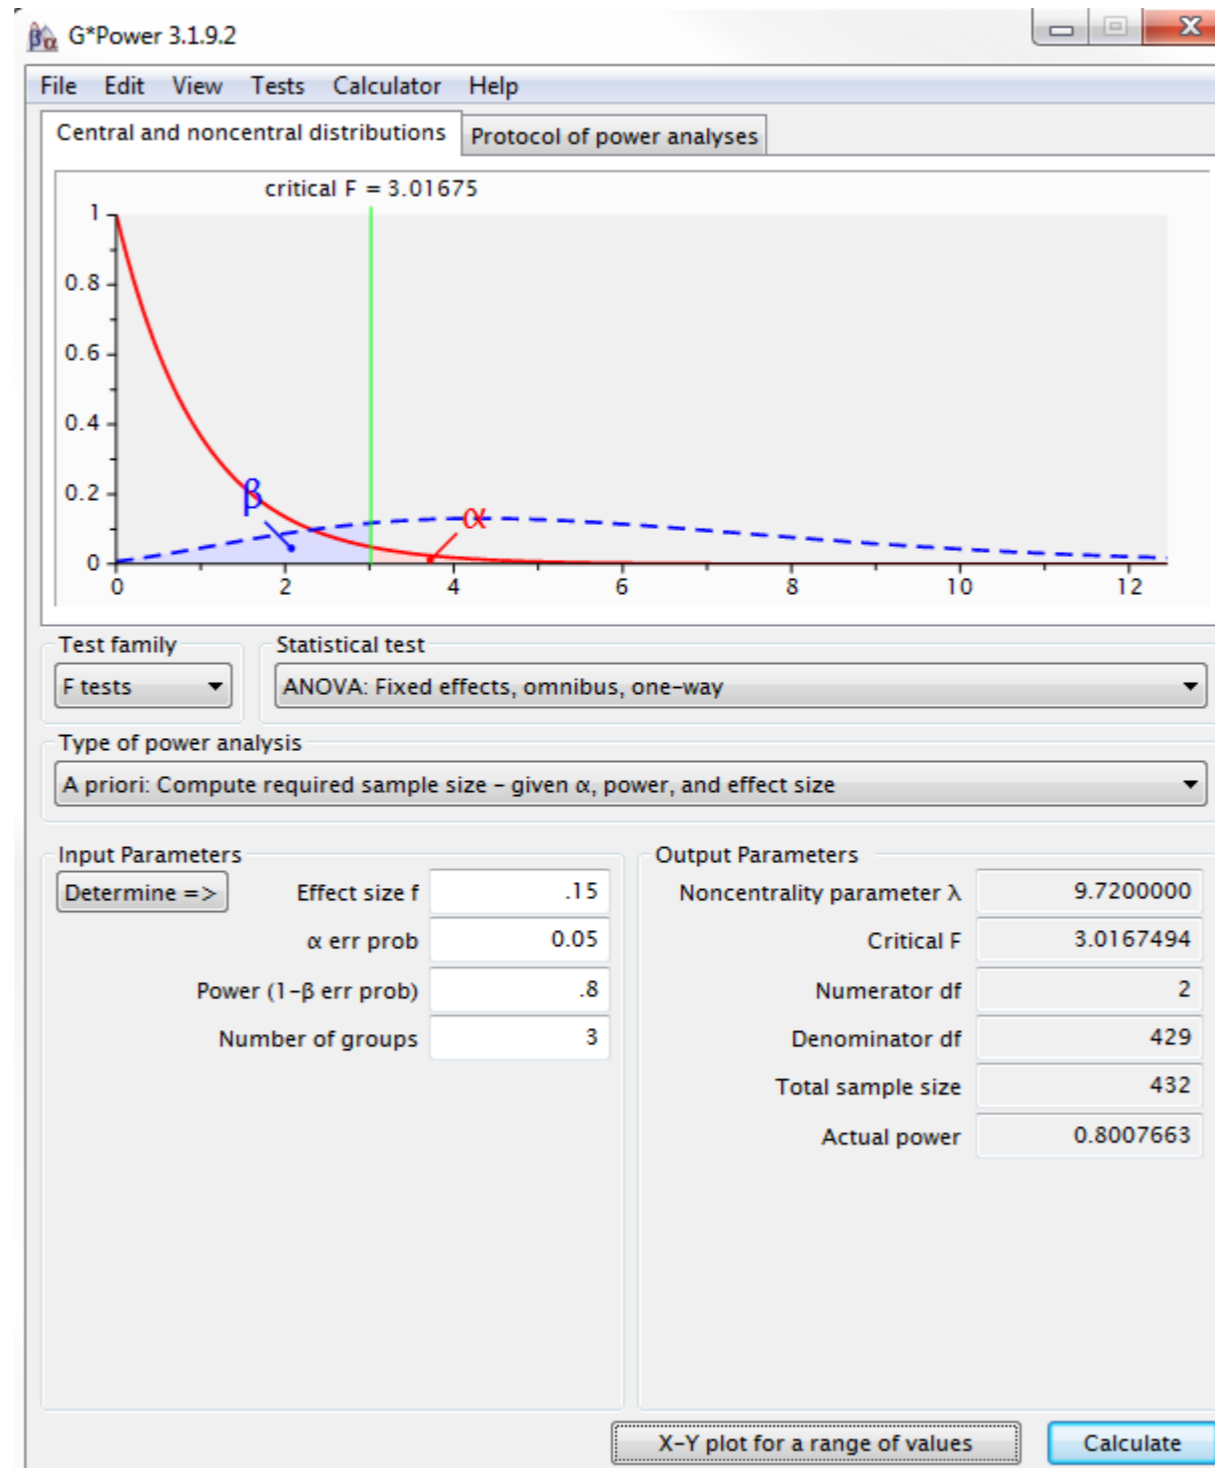 G*Power 3.1.9.2
File Edit View Tests Calculator Help
Central and noncentral distributions Protocol of power analyses
critical F = 3.01675
1
0.8
0.6
0.4
0.2
0
β
α
0 2 4 6 8 10 12
Test family Statistical test
F tests ANOVA: Fixed effects, omnibus, one-way
Type of power analysis
A priori: Compute required sample size - given α, power, and effect size
Input Parameters Output Parameters
Determine => Effect size f .15 Noncentrality parameter λ 9.7200000
α err prob 0.05 Critical F 3.0167494
Power (1-β err prob) .8 Numerator df 2
Number of groups 3 Denominator df 429
Total sample size 432
Actual power 0.8007663
X-Y plot for a range of values Calculate